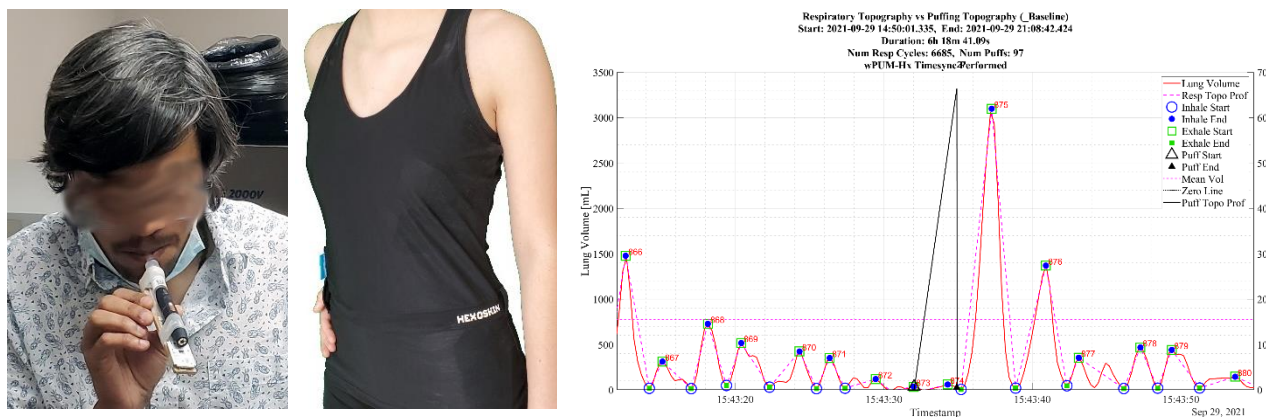 2000V
HEXOSKIN
Respiratory Topography vs Puffing Topography (_Baseline)
Start: 2021-09-29 14:50:01.335, End: 2021-09-29 21:08:42.424
Duration: 6h 18m 41.09s
Num Resp Cycles: 6685, Num Puffs: 97
wPUM-Hx Timesync Performed
Lung Volume [mL]
3500
3000
2500
2000
1500
1000
500
0
866
867
868
869
870
871
872
873
874
875
876
877
878
879
880
Lung Volume
Resp Topo Prof
Inhale Start
Inhale End
Exhale Start
Exhale End
Puff Start
Puff End
Mean Vol
Zero Line
Puff Topo Prof
70
60
50
40
30
20
10
0
15:43:20
15:43:30
15:43:40
15:43:50
Timestamp
Sep 29, 2021